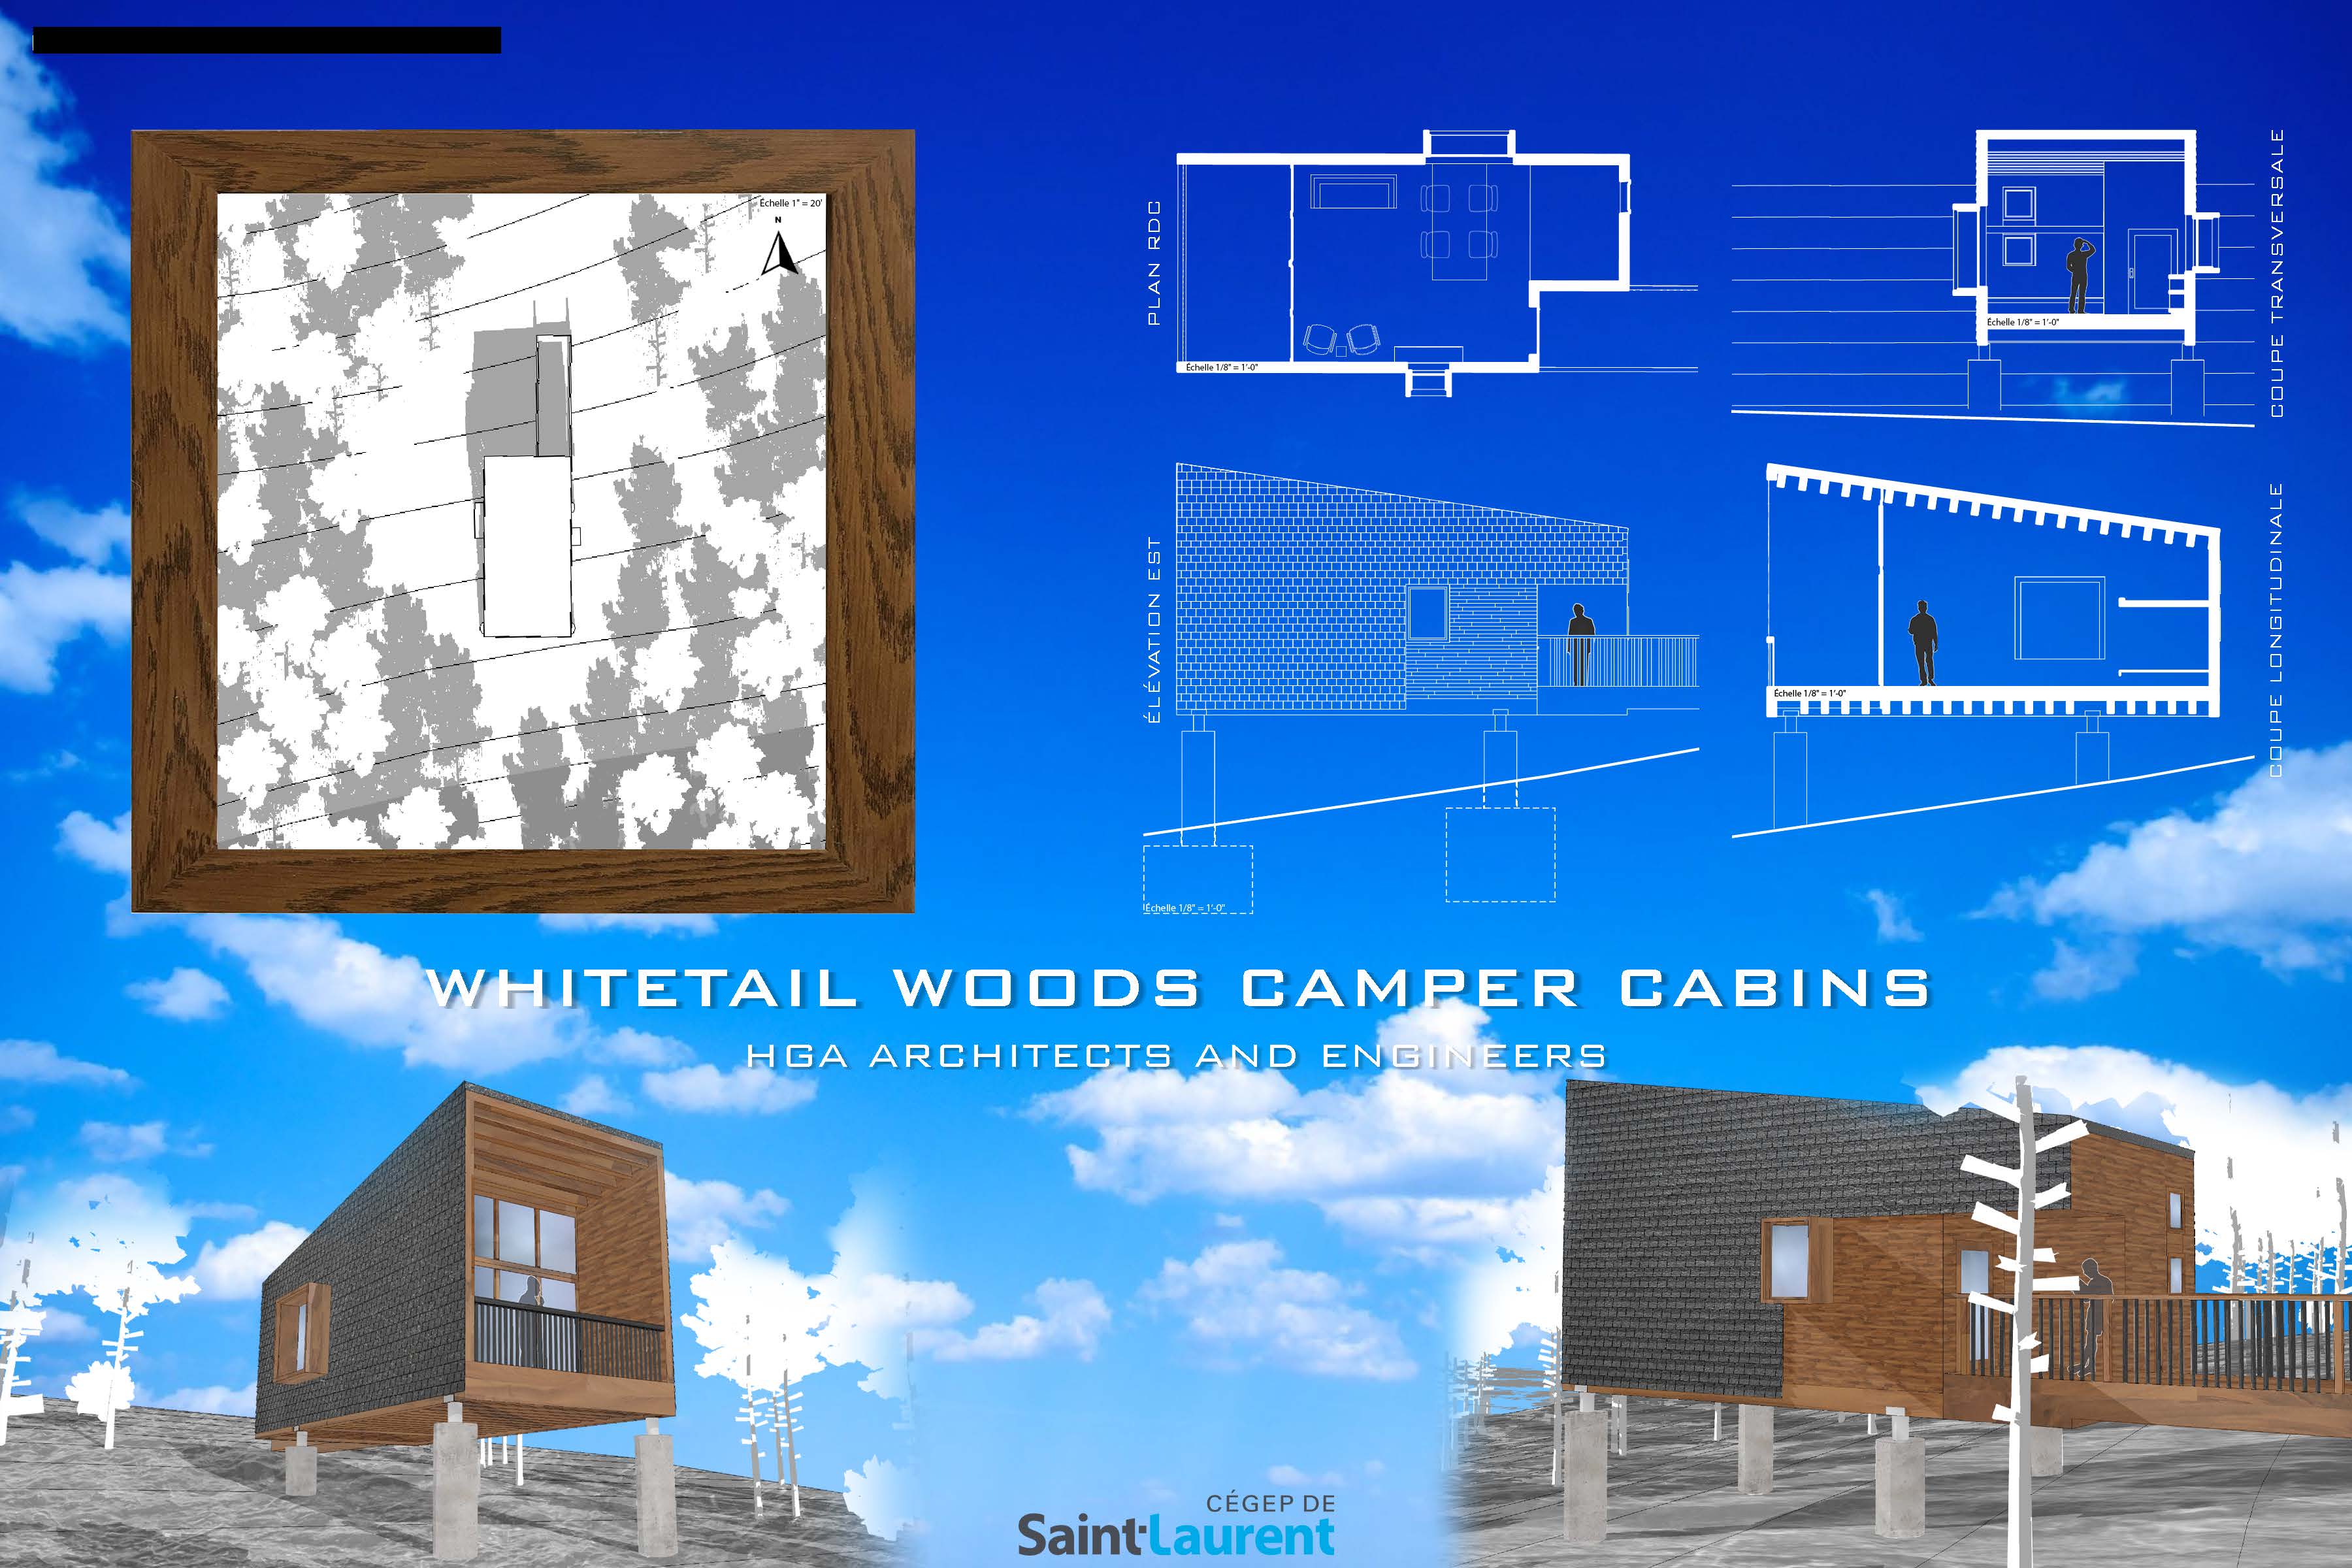 Échelle 1" = 20'
N
PLAN RDC
Échelle 1/8" = 1'-0"
COUPE TRANSVERSALE
Échelle 1/8" = 1'-0"
ÉLÉVATION EST
Échelle 1/8" = 1'-0"
COUPE LONGITUDINALE
Échelle 1/8" = 1'-0"
WHITETAIL WOODS CAMPER CABINS
HGA ARCHITECTS AND ENGINEERS
CÉGEP DE
Saint-Laurent